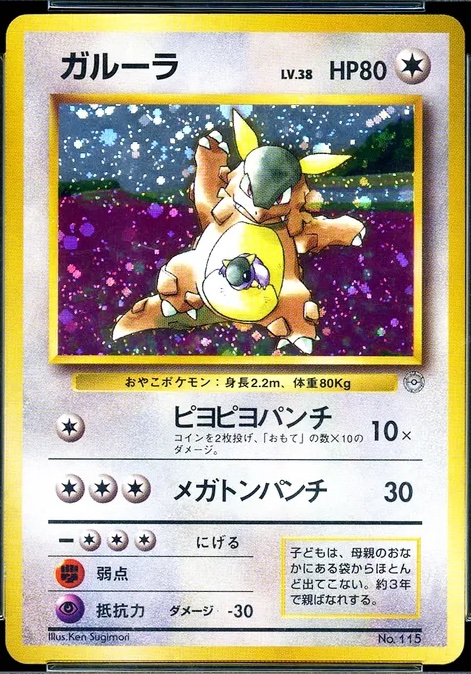 ガルーラ LV.38 HP80
おやこポケモン：身長2.2m、体重80Kg
ピヨピヨパンチ 10×
コインを2枚投げ、「おもて」の数×10の
ダメージ。
メガトンパンチ 30
ー にげる
弱点
抵抗力 ダメージ -30
子どもは、母親のおな
かにある袋からほとん
ど出てこない。約3年
で親ばなれする。
Illus.Ken Sugimori No.115